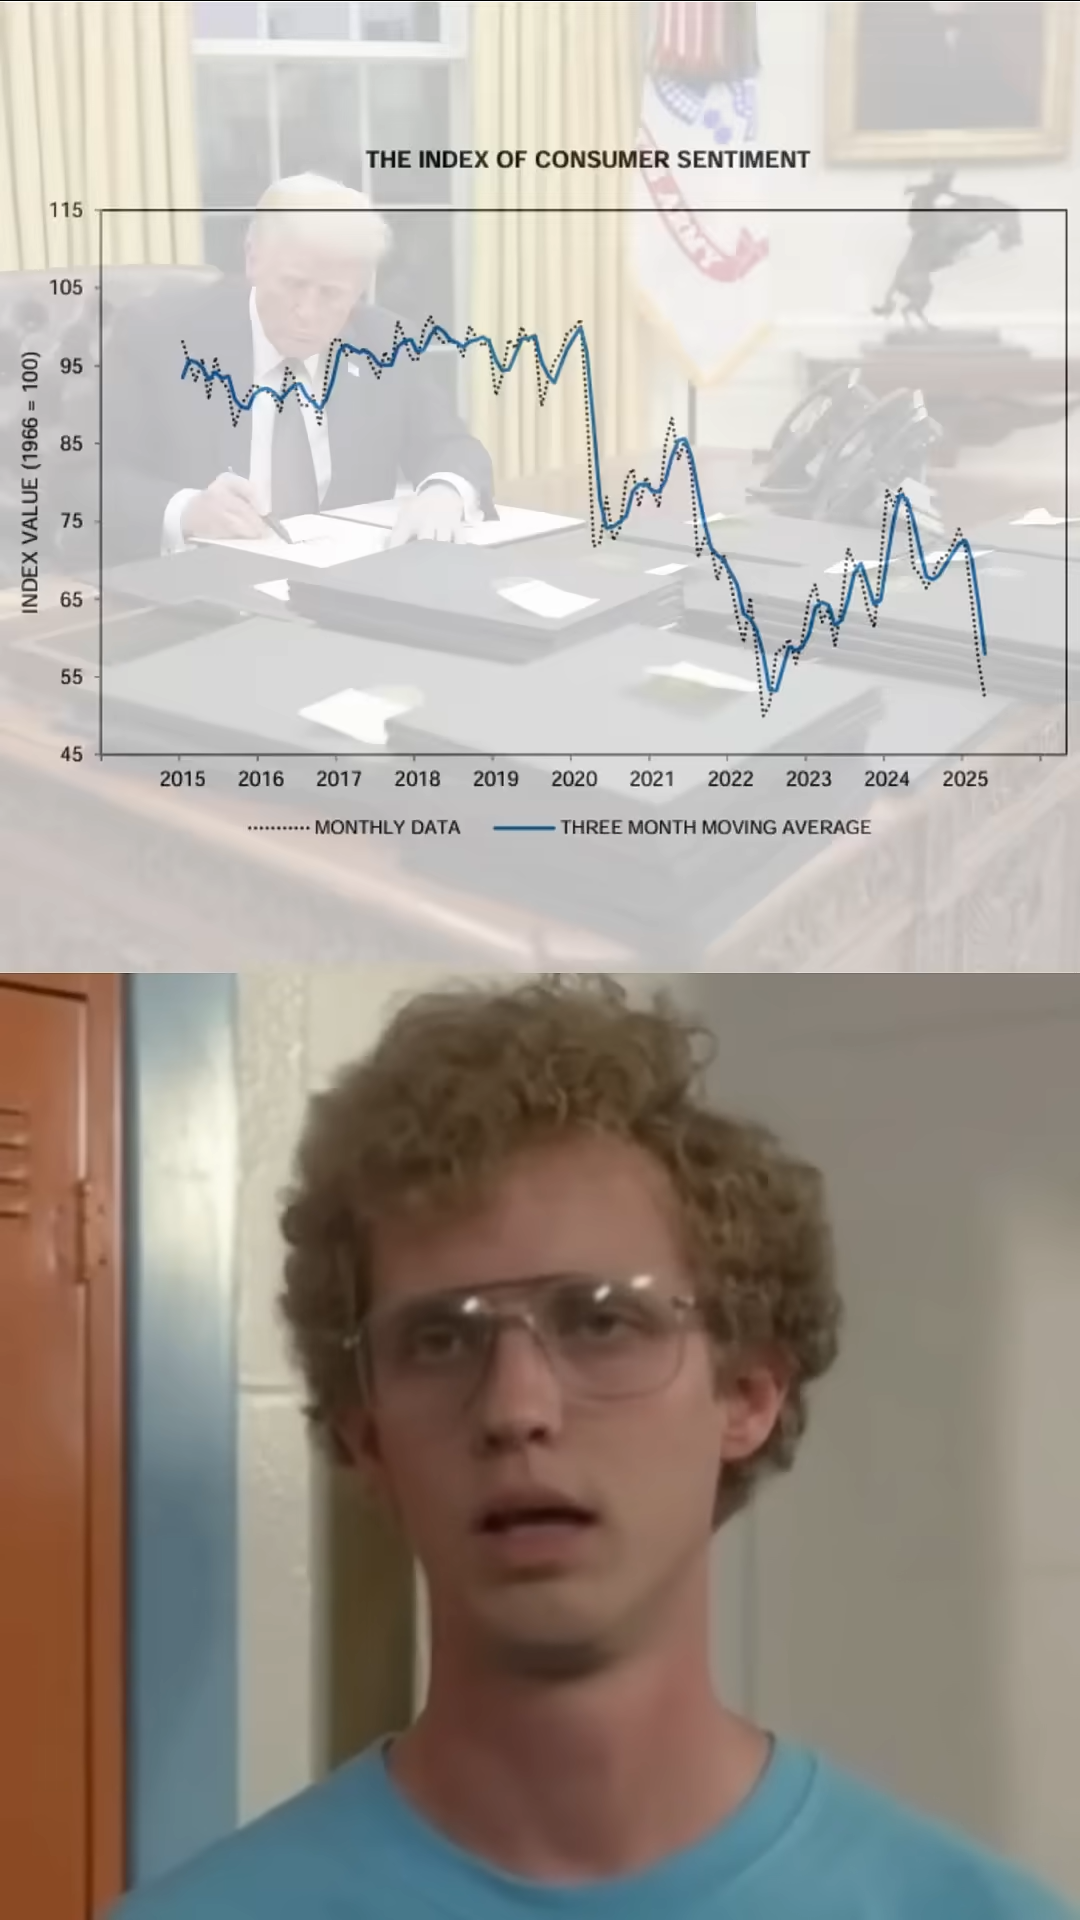 THE INDEX OF CONSUMER SENTIMENT
115
105
95
85
75
65
55
45
INDEX VALUE (1966 = 100)
2015 2016 2017 2018 2019 2020 2021 2022 2023 2024 2025
MONTHLY DATA THREE MONTH MOVING AVERAGE
ARMY